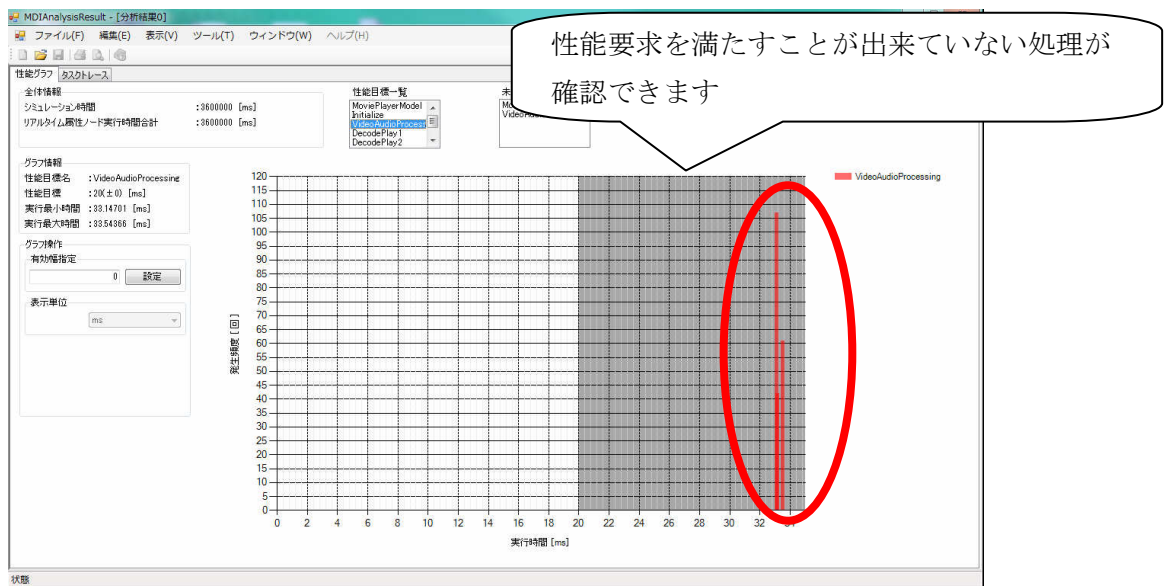 MDIAnalysisResult - [分析結果0]
ファイル(F) 編集(E) 表示(V) ツール(T) ウィンドウ(W) ヘルプ(H)
性能要求を満たすことが出来ていない処理が
確認できます
性能グラフ タスクトレース
全体情報
シミュレーション時間 :3600000 [ms]
リアルタイム属性ノード実行時間合計 :3600000 [ms]
性能目標一覧
MoviePlayerModel
Initialize
VideoAudioProcess
DecodePlay1
DecodePlay2
未
グラフ情報
性能目標名 :VideoAudioProcessing
性能目標 :20(±0) [ms]
実行最小時間 :33.14701 [ms]
実行最大時間 :33.54366 [ms]
グラフ操作
有効幅指定
0 設定
表示単位
ms
発生頻度 [回]
120
115
110
105
100
95
90
85
80
75
70
65
60
55
50
45
40
35
30
25
20
15
10
5
0
0 2 4 6 8 10 12 14 16 18 20 22 24 26 28 30 32 34
実行時間 [ms]
VideoAudioProcessing
状態